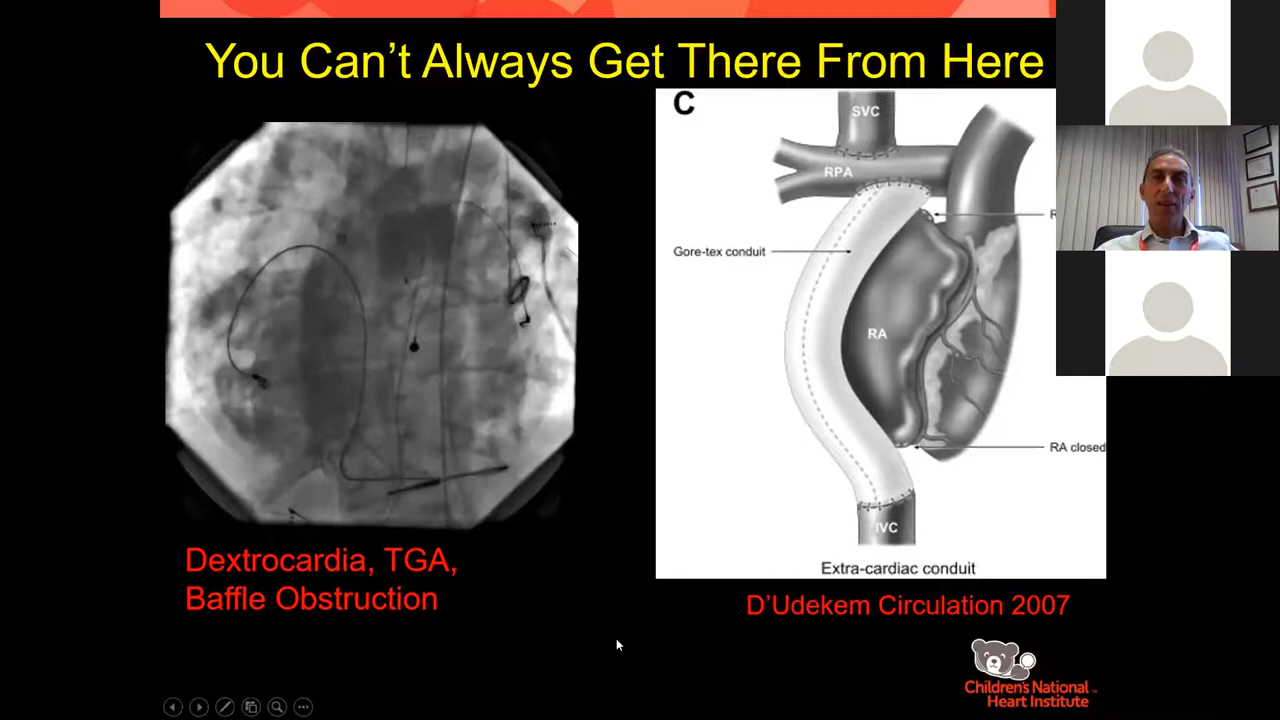 You Can't Always Get There From Here
C
SVC
RPA
R
Gore-tex conduit
RA
RA closed
IVC
Extra-cardiac conduit
Dextrocardia, TGA,
Baffle Obstruction
D'Udekem Circulation 2007
Children's National
Heart Institute